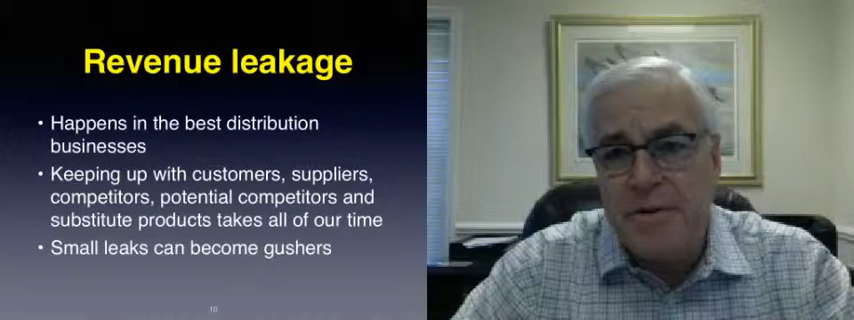 Revenue leakage
• Happens in the best distribution
businesses
• Keeping up with customers, suppliers,
competitors, potential competitors and
substitute products takes all of our time
• Small leaks can become gushers
10